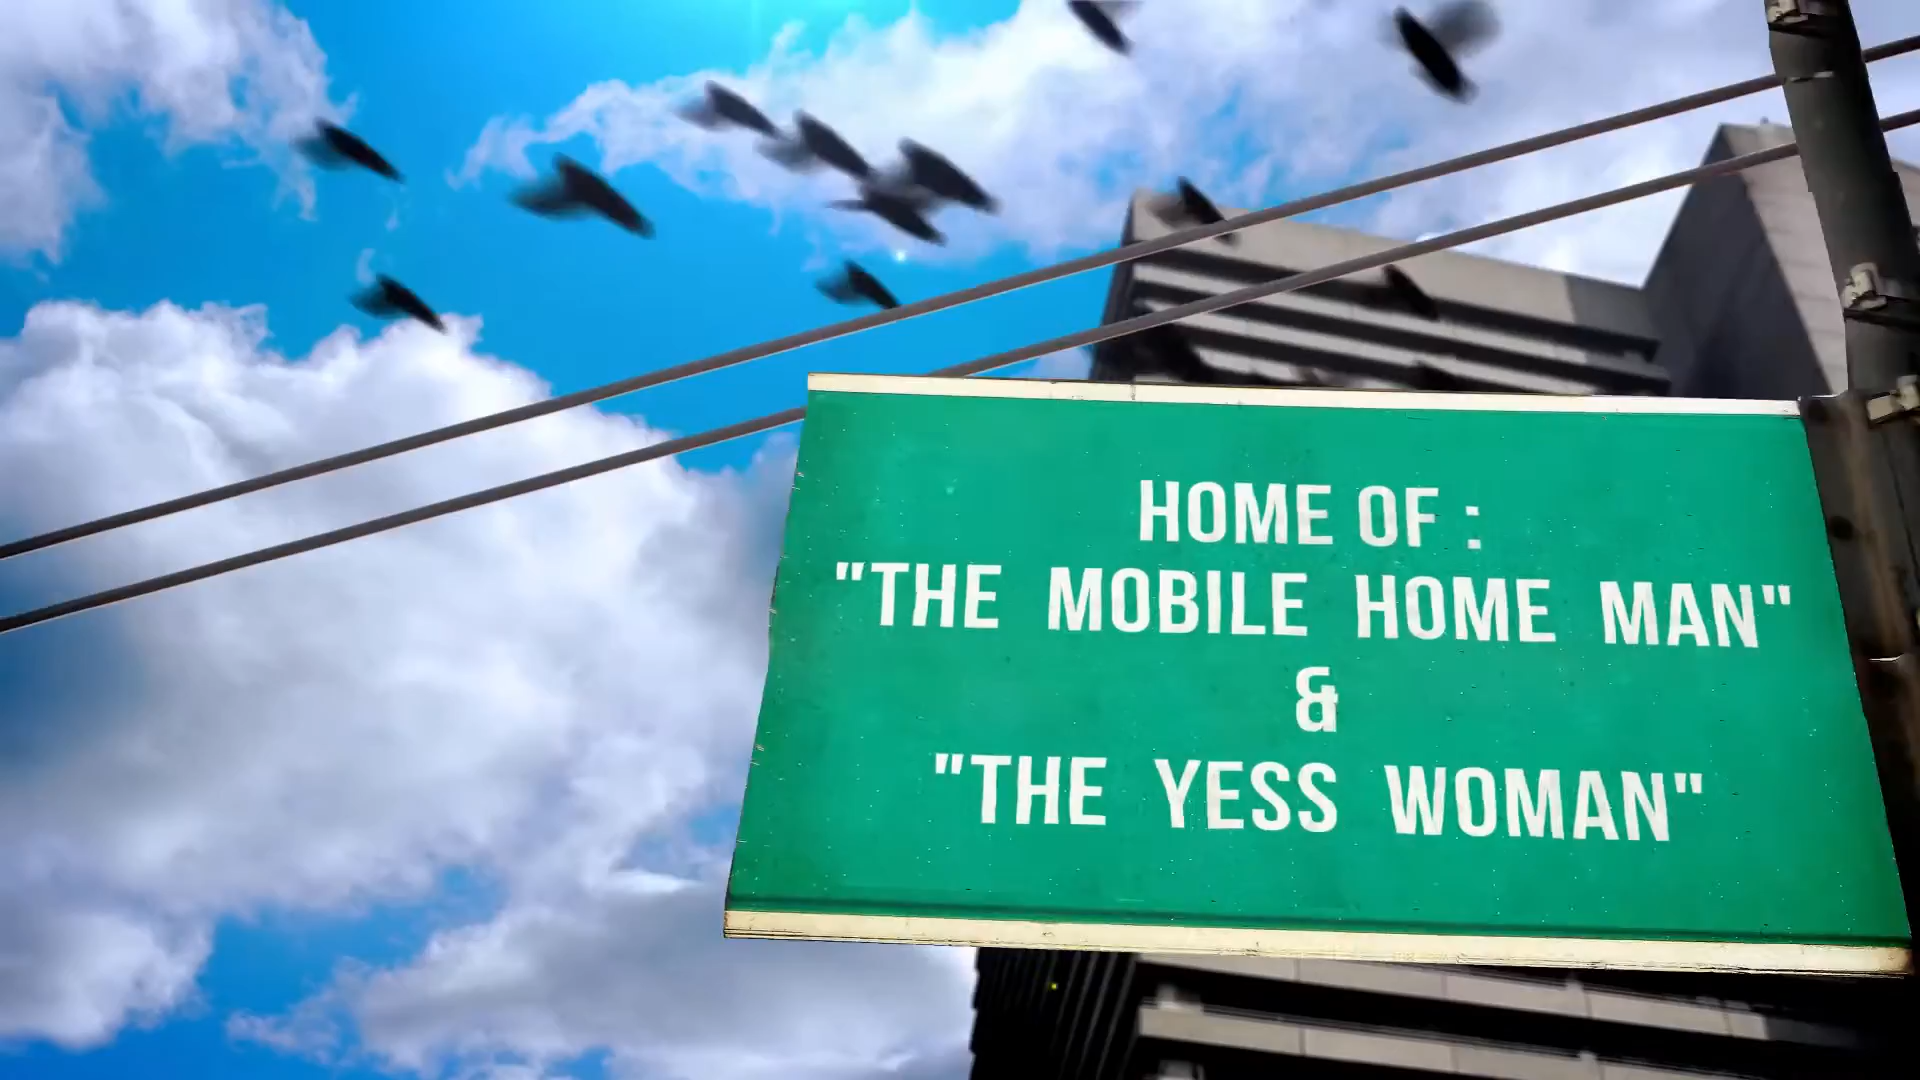 HOME OF :
"THE MOBILE HOME MAN"
&
"THE YESS WOMAN"